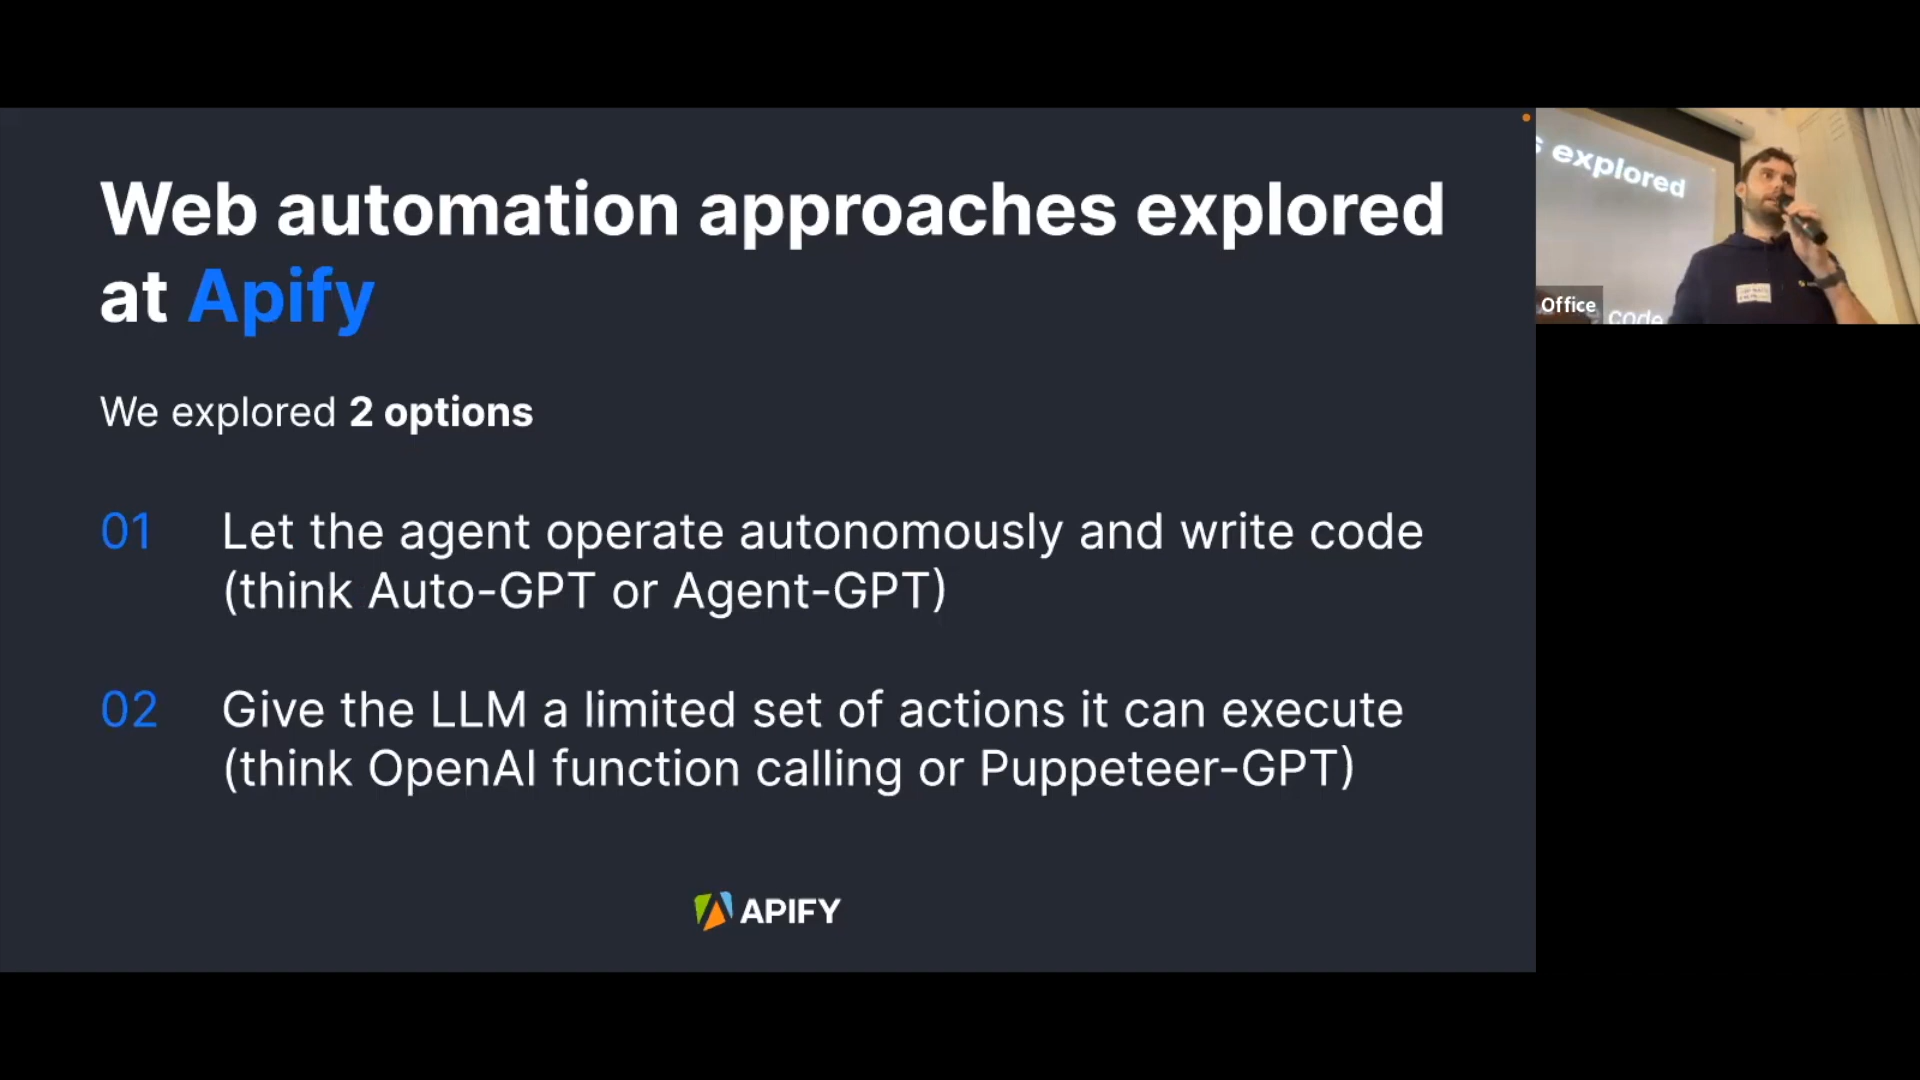 Web automation approaches explored
at Apify
We explored 2 options
01 Let the agent operate autonomously and write code
(think Auto-GPT or Agent-GPT)
02 Give the LLM a limited set of actions it can execute
(think OpenAI function calling or Puppeteer-GPT)
APIFY
explored
code
Office